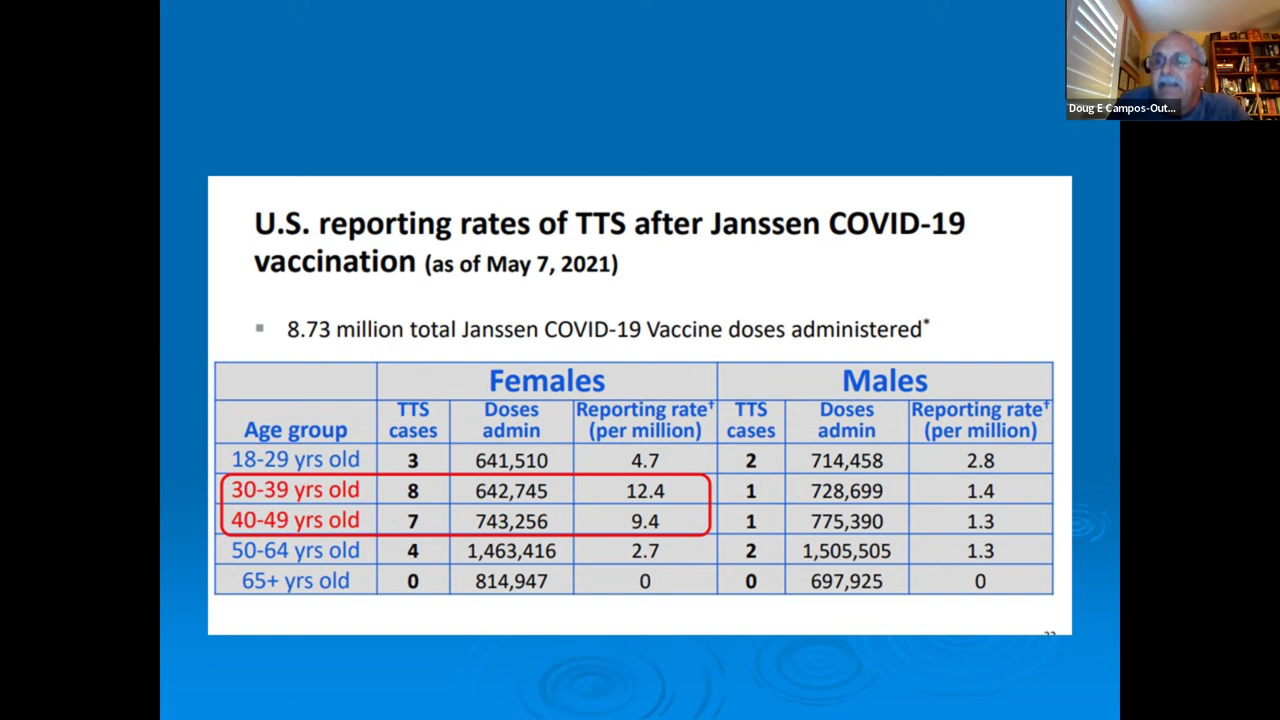 Doug E Campos-Out...
U.S. reporting rates of TTS after Janssen COVID-19
vaccination (as of May 7, 2021)
▪ 8.73 million total Janssen COVID-19 Vaccine doses administered*
Females Males
Age group TTS cases Doses admin Reporting rate† (per million) TTS cases Doses admin Reporting rate† (per million)
18-29 yrs old 3 641,510 4.7 2 714,458 2.8
30-39 yrs old 8 642,745 12.4 1 728,699 1.4
40-49 yrs old 7 743,256 9.4 1 775,390 1.3
50-64 yrs old 4 1,463,416 2.7 2 1,505,505 1.3
65+ yrs old 0 814,947 0 0 697,925 0